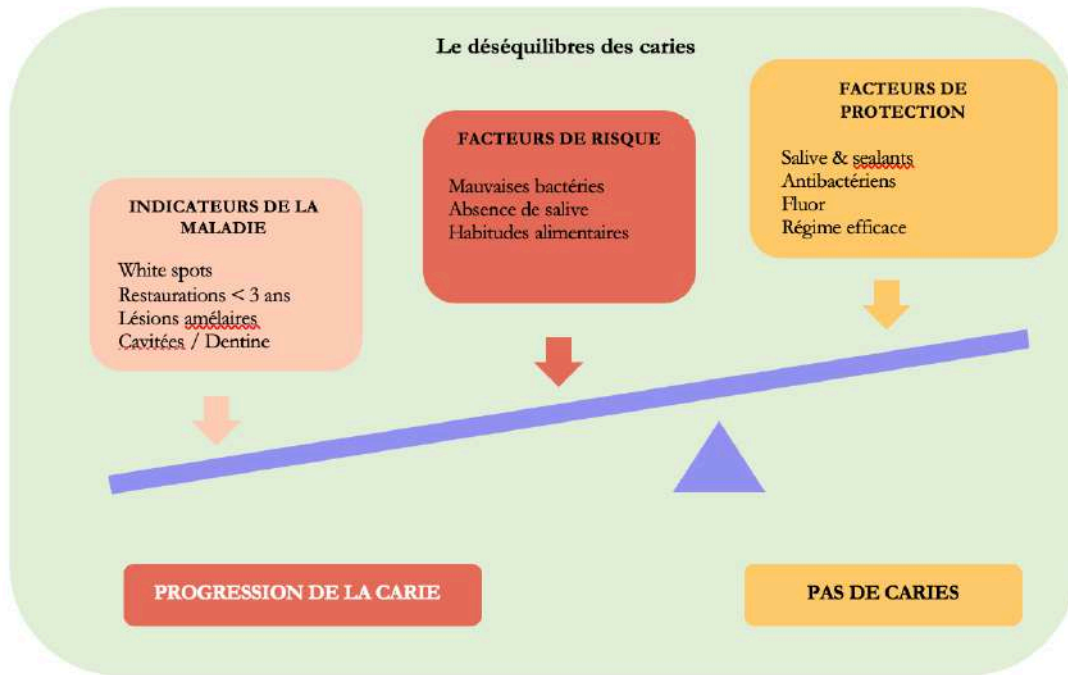 Le déséquilibres des caries
INDICATEURS DE LA
MALADIE
White spots
Restaurations < 3 ans
Lésions amélaires
Cavitées / Dentine
FACTEURS DE RISQUE
Mauvaises bactéries
Absence de salive
Habitudes alimentaires
FACTEURS DE
PROTECTION
Salive & sealants
Antibactériens
Fluor
Régime efficace
PROGRESSION DE LA CARIE
PAS DE CARIES